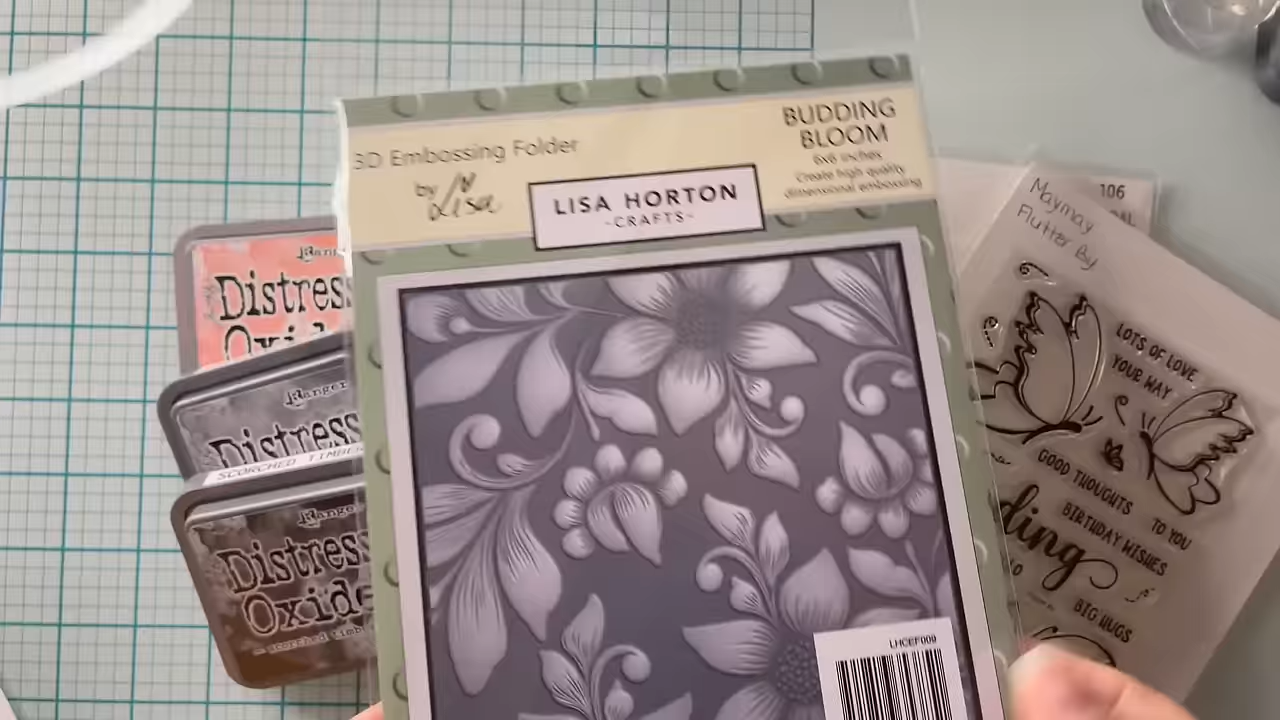 3D Embossing Folder
by Lisa
LISA HORTON
-CRAFTS-
BUDDING
BLOOM
6x6 inches
Create high quality
dimensional embossing
LHCEF009
Ranger
Distress
Oxide
Ranger
Distress
SCORCHED TIMBER
Ranger
Distress
Oxide
scorched timb
106
Maymay
Flutter By
LOTS OF LOVE
YOUR WAY
GOOD THOUGHTS
TO YOU
BIRTHDAY WISHES
ding
BIG HUGS